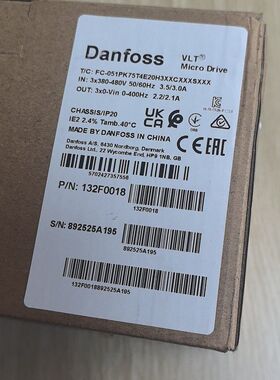 Danfoss
VLT®
Micro Drive
T/C: FC-051PK75T4E20H3XXCXXXSXXX
IN: 3x380-480V 50/60Hz 3.5/3.0A
OUT: 3x0-Vin 0-400Hz 2.2/2.1A
CHASSIS/IP20
IE2 2.4% Tamb.40°C
MADE BY DANFOSS IN CHINA
Danfoss A/S, 6430 Nordborg, Denmark
Danfoss Ltd., 22 Wycombe End, HP9 1NB, GB
UK
CA
5702427357558
P/N: 132F0018
132F0018
S/N: 892525A195
892525A195
132F0018892525A195